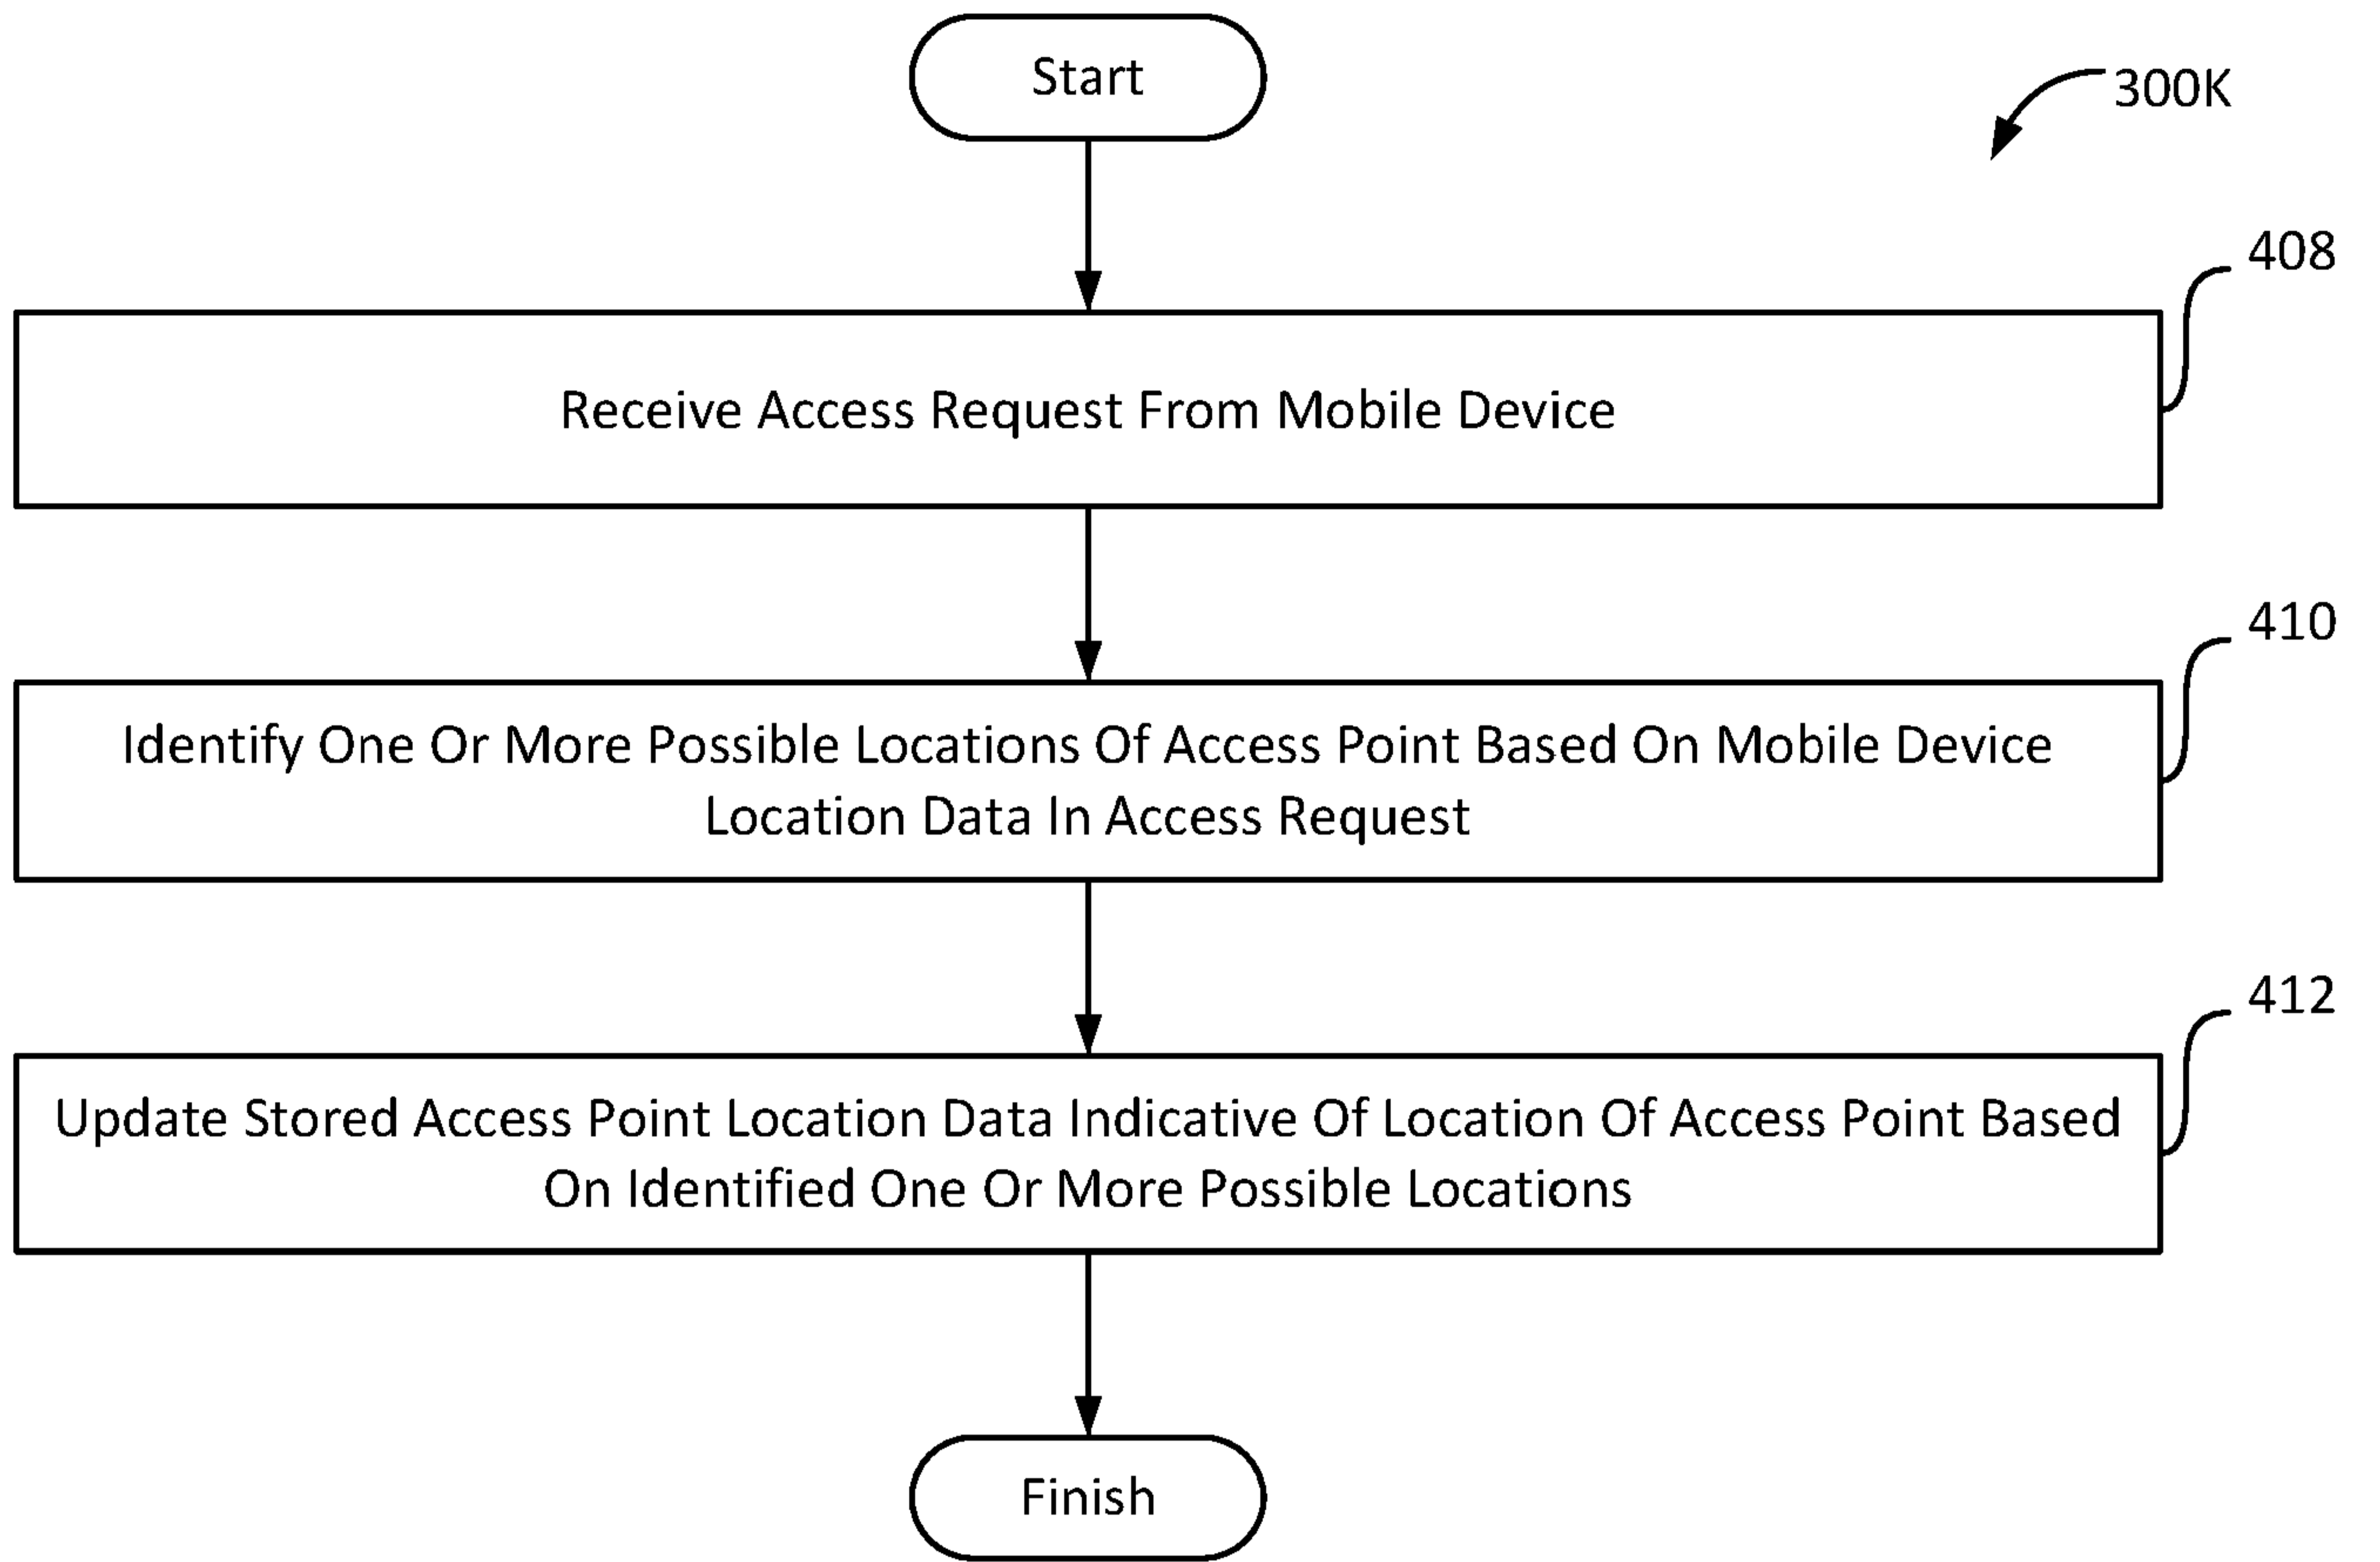 Start
300K
408
Receive Access Request From Mobile Device
410
Identify One Or More Possible Locations Of Access Point Based On Mobile Device
Location Data In Access Request
412
Update Stored Access Point Location Data Indicative Of Location Of Access Point Based
On Identified One Or More Possible Locations
Finish